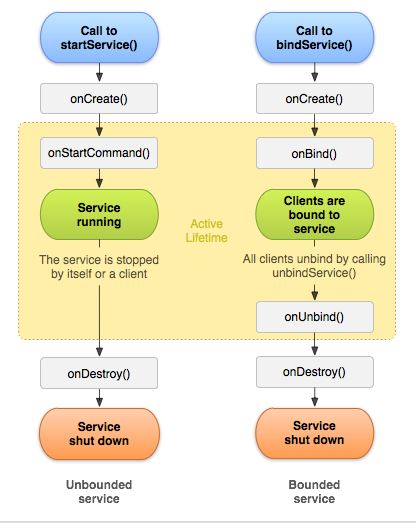 Call to
startService()
onCreate()
onStartCommand()
Service
running
The service is stopped
by itself or a client
onDestroy()
Service
shut down
Unbounded
service
Active
Lifetime
Call to
bindService()
onCreate()
onBind()
Clients are
bound to
service
All clients unbind by calling
unbindService()
onUnbind()
onDestroy()
Service
shut down
Bounded
service